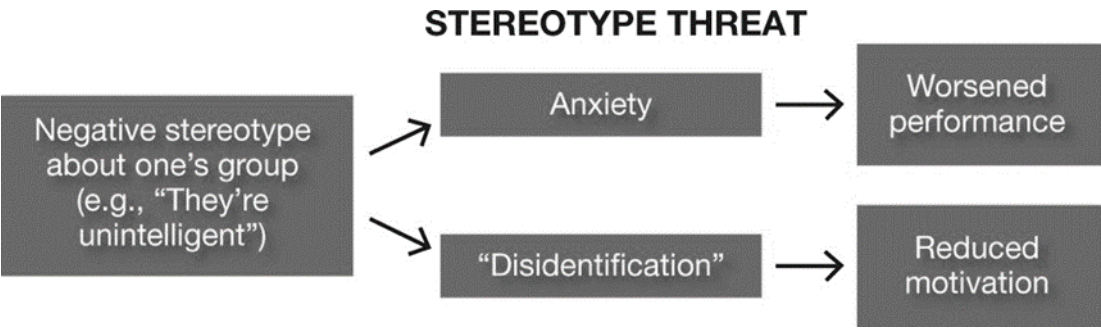 STEREOTYPE THREAT
Negative stereotype
about one’s group
(e.g., “They’re
unintelligent”)
Anxiety
Worsened
performance
“Disidentification”
Reduced
motivation